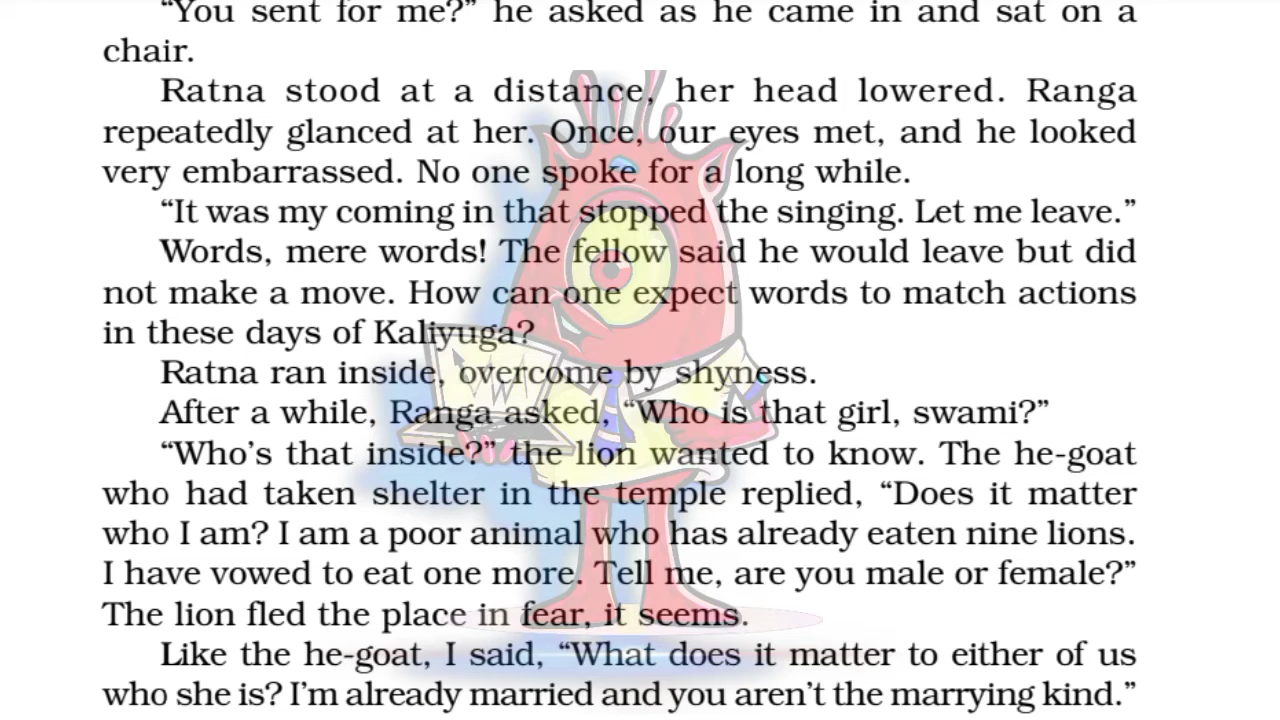 “You sent for me?” he asked as he came in and sat on a
chair.
Ratna stood at a distance, her head lowered. Ranga
repeatedly glanced at her. Once, our eyes met, and he looked
very embarrassed. No one spoke for a long while.
“It was my coming in that stopped the singing. Let me leave.”
Words, mere words! The fellow said he would leave but did
not make a move. How can one expect words to match actions
in these days of Kaliyuga?
Ratna ran inside, overcome by shyness.
After a while, Ranga asked, “Who is that girl, swami?”
“Who’s that inside?” the lion wanted to know. The he-goat
who had taken shelter in the temple replied, “Does it matter
who I am? I am a poor animal who has already eaten nine lions.
I have vowed to eat one more. Tell me, are you male or female?”
The lion fled the place in fear, it seems.
Like the he-goat, I said, “What does it matter to either of us
who she is? I’m already married and you aren’t the marrying kind.”